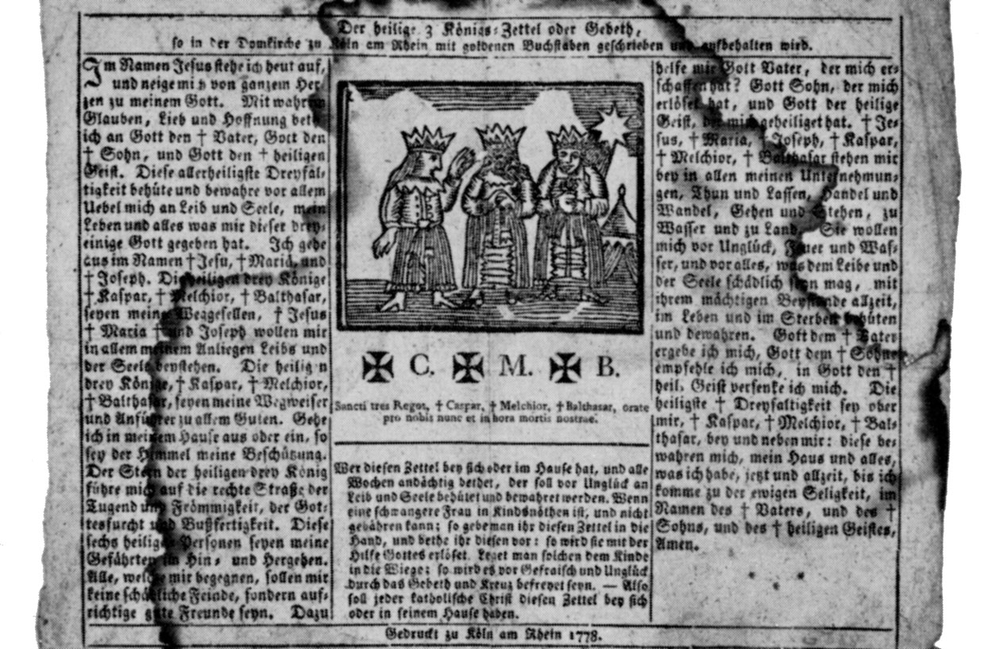 Der heilige 3 Königs-Zettel oder Gebeth,
so in der Domkirche zu Köln am Rhein mit goldenen Buchstaben geschrieben und aufbehalten wird.
Im Namen Jesus stehe ich heut auf,
und neige mich von ganzem Her-
zen zu meinem Gott. Mit wahrem
Glauben, Lieb und Hoffnung beth
ich an Gott den † Vater, Gott den
† Sohn, und Gott den † heiligen
Geist. Diese allerheiligste Dreyfäl-
tigkeit behüte und bewahre vor allem
Uebel mich an Leib und Seele, mein
Leben und alles was mir dieser drey-
einige Gott gegeben hat. Ich gehe
aus im Namen † Jesu, † Mariä, und
† Joseph. Die heiligen drey Könige
† Kaspar, † Melchior, † Balthasar,
seyen meine Weggesellen, † Jesus
† Maria † und Joseph wollen mir
in allem meinem Anliegen Leibs und
der Seele beystehen. Die heiligen
drey Könige, † Kaspar, † Melchior,
† Balthasar, seyen meine Wegweiser
und Anführer zu allem Guten. Gehe
ich in meinem Hause aus oder ein, so
sey der Himmel meine Beschützung.
Der Stern der heiligen drey König
führe mich auf die rechte Straße der
Tugend und Frömmigkeit, der Got-
tesfurcht und Bußfertigkeit. Diese
sechs heilige Personen seyen meine
Gefährten im Hin- und Hergehen.
Alle, welche mir begegnen, sollen mir
keine schädliche Feinde, sondern auf-
richtige gute Freunde seyn. Dazu
✠ C. ✠ M. ✠ B.
Sancti tres Reges, † Caspar, † Melchior, † Balthasar, orate
pro nobis nunc et in hora mortis nostrae.
Wer diesen Zettel bey sich oder im Hause hat, und alle
Wochen andächtig bethet, der soll vor Unglück an
Leib und Seele behütet und bewahret werden. Wenn
eine schwangere Frau in Kindsnöthen ist, und nicht
gebähren kann; so gebe man ihr diesen Zettel in die
Hand, und bethe ihr diesen vor: so wird sie mit der
Hilfe Gottes erlöset. Leget man solchen dem Kinde
in die Wiege; so wird es vor Gefraisch und Unglück
durch das Gebeth und Kreuz befreyet seyn. — Also
soll jeder katholische Christ diesen Zettel bey sich
oder in seinem Hause haben.
helfe mir Gott Vater, der mich er-
schaffen hat? Gott Sohn, der mich
erlöset hat, und Gott der heilige
Geist, der mich geheiliget hat. † Je-
sus, † Maria, † Joseph, † Kaspar,
† Melchior, † Balthasar stehen mir
bey in allen meinen Unternehmun-
gen, Thun und Lassen, Handel und
Wandel, Gehen und Stehen, zu
Wasser und zu Land. Sie wollen
mich vor Unglück, Feuer und Was-
ser, und vor alles, was dem Leibe und
der Seele schädlich seyn mag, mit
ihrem mächtigen Beystande allzeit,
im Leben und im Sterben behüten
und bewahren. Gott dem † Vater
ergebe ich mich, Gott dem † Sohne
empfehle ich mich, in Gott den †
heil. Geist versenke ich mich. Die
heiligste † Dreyfaltigkeit sey ober
mir, † Kaspar, † Melchior, † Bal-
thasar, bey und neben mir: diese be-
wahren mich, mein Haus und alles,
was ich habe, jetzt und allzeit, bis ich
komme zu der ewigen Seligkeit, im
Namen des † Vaters, und des †
Sohns, und des † heiligen Geistes,
Amen.
Gedruckt zu Köln am Rhein 1778.